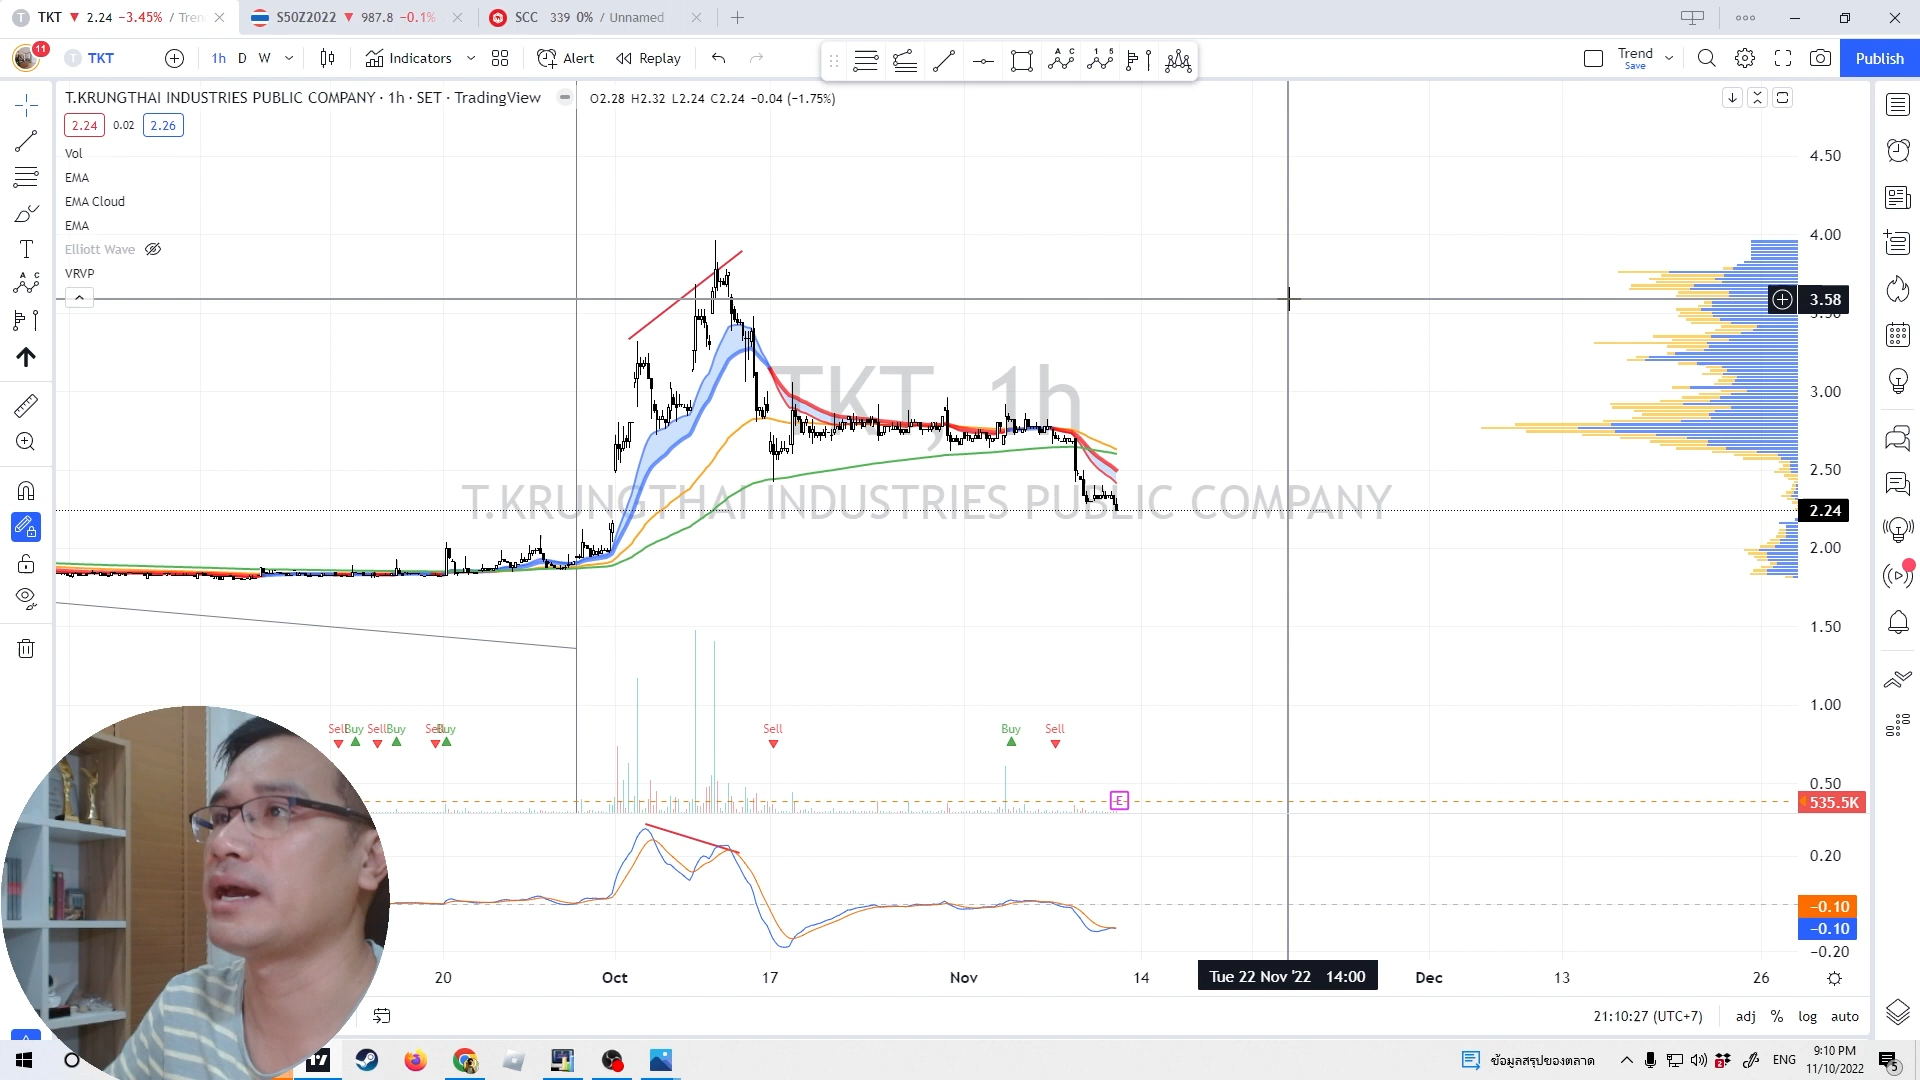 TKT ▼ 2.24 −3.45% / Tren
S50Z2022 ▼ 987.8 −0.1%
SCC 339 0% / Unnamed
11
TKT
1h D W
Indicators
Alert
Replay
A C
1 5
Trend
Save
Publish
T.KRUNGTHAI INDUSTRIES PUBLIC COMPANY · 1h · SET · TradingView
O2.28 H2.32 L2.24 C2.24 −0.04 (−1.75%)
2.24 0.02 2.26
Vol
EMA
EMA Cloud
EMA
Elliott Wave
VRVP
TKT, 1h
T.KRUNGTHAI INDUSTRIES PUBLIC COMPANY
4.50
4.00
3.58
3.50
3.00
2.50
2.24
2.00
1.50
1.00
0.50
535.5K
0.20
−0.10
−0.10
−0.20
Sell Buy Sell Buy Sell Buy Sell Buy Sell
E
20 Oct 17 Nov 14 Tue 22 Nov '22 14:00 Dec 13 26
21:10:27 (UTC+7) adj % log auto
ข้อมูลสรุปของตลาด
ENG
9:10 PM
11/10/2022
5